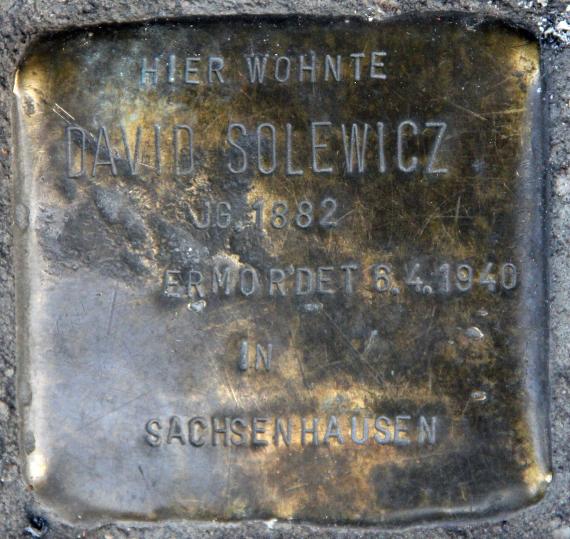 HIER WOHNTE
DAVID SOLEWICZ
JG. 1882
ERMORDET 6.4.1940
IN
SACHSENHAUSEN